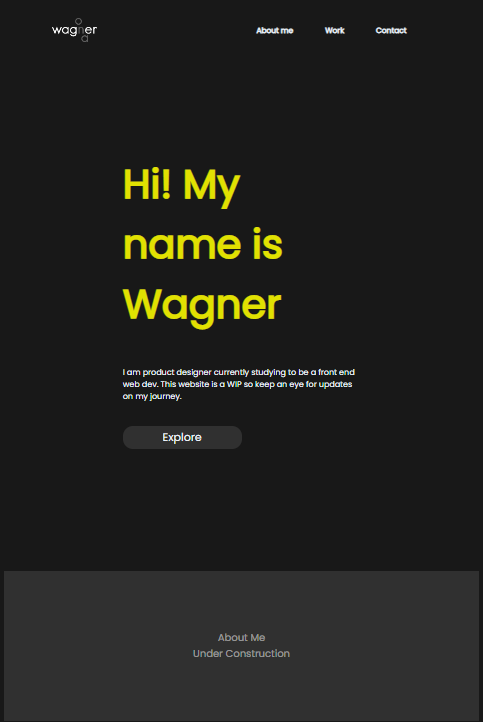 wagner
About me Work Contact
Hi! My
name is
Wagner
I am product designer currently studying to be a front end
web dev. This website is a WIP so keep an eye for updates
on my journey.
Explore
About Me
Under Construction